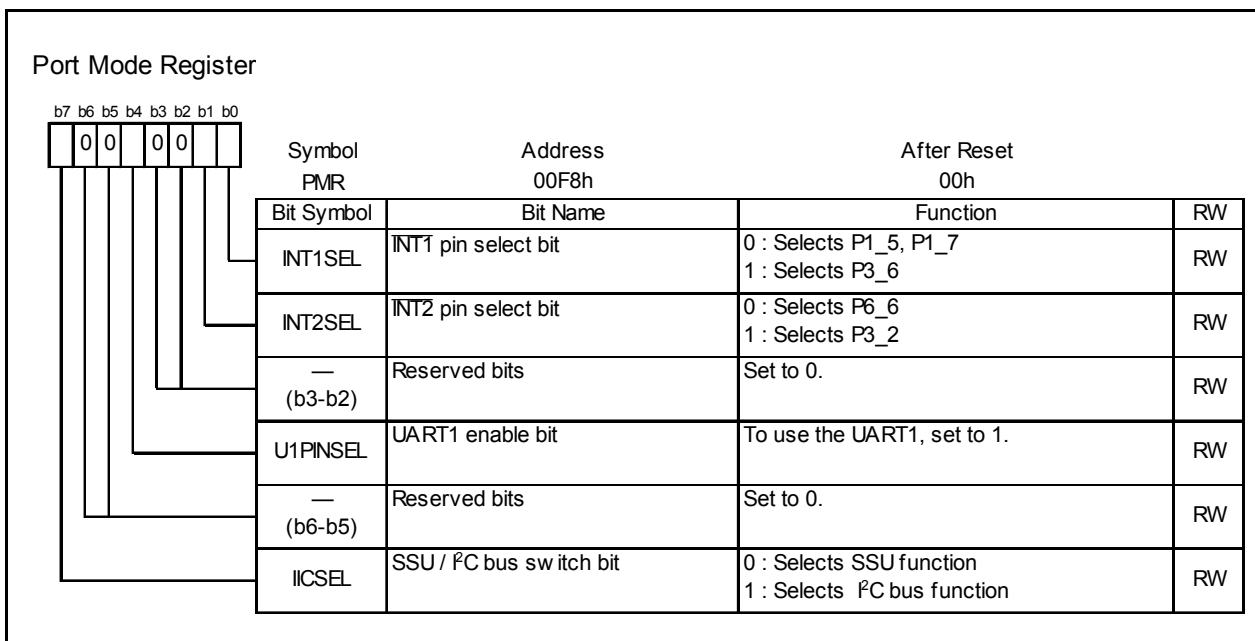 Port Mode Register
b7 b6 b5 b4 b3 b2 b1 b0
0 0 0 0
Symbol Address After Reset
PMR 00F8h 00h
Bit Symbol Bit Name Function RW
INT1SEL INT1 pin select bit 0 : Selects P1_5, P1_7 RW
1 : Selects P3_6
INT2SEL INT2 pin select bit 0 : Selects P6_6 RW
1 : Selects P3_2
— Reserved bits Set to 0. RW
(b3-b2)
U1PINSEL UART1 enable bit To use the UART1, set to 1. RW
— Reserved bits Set to 0. RW
(b6-b5)
IICSEL SSU / I²C bus switch bit 0 : Selects SSU function RW
1 : Selects I²C bus function